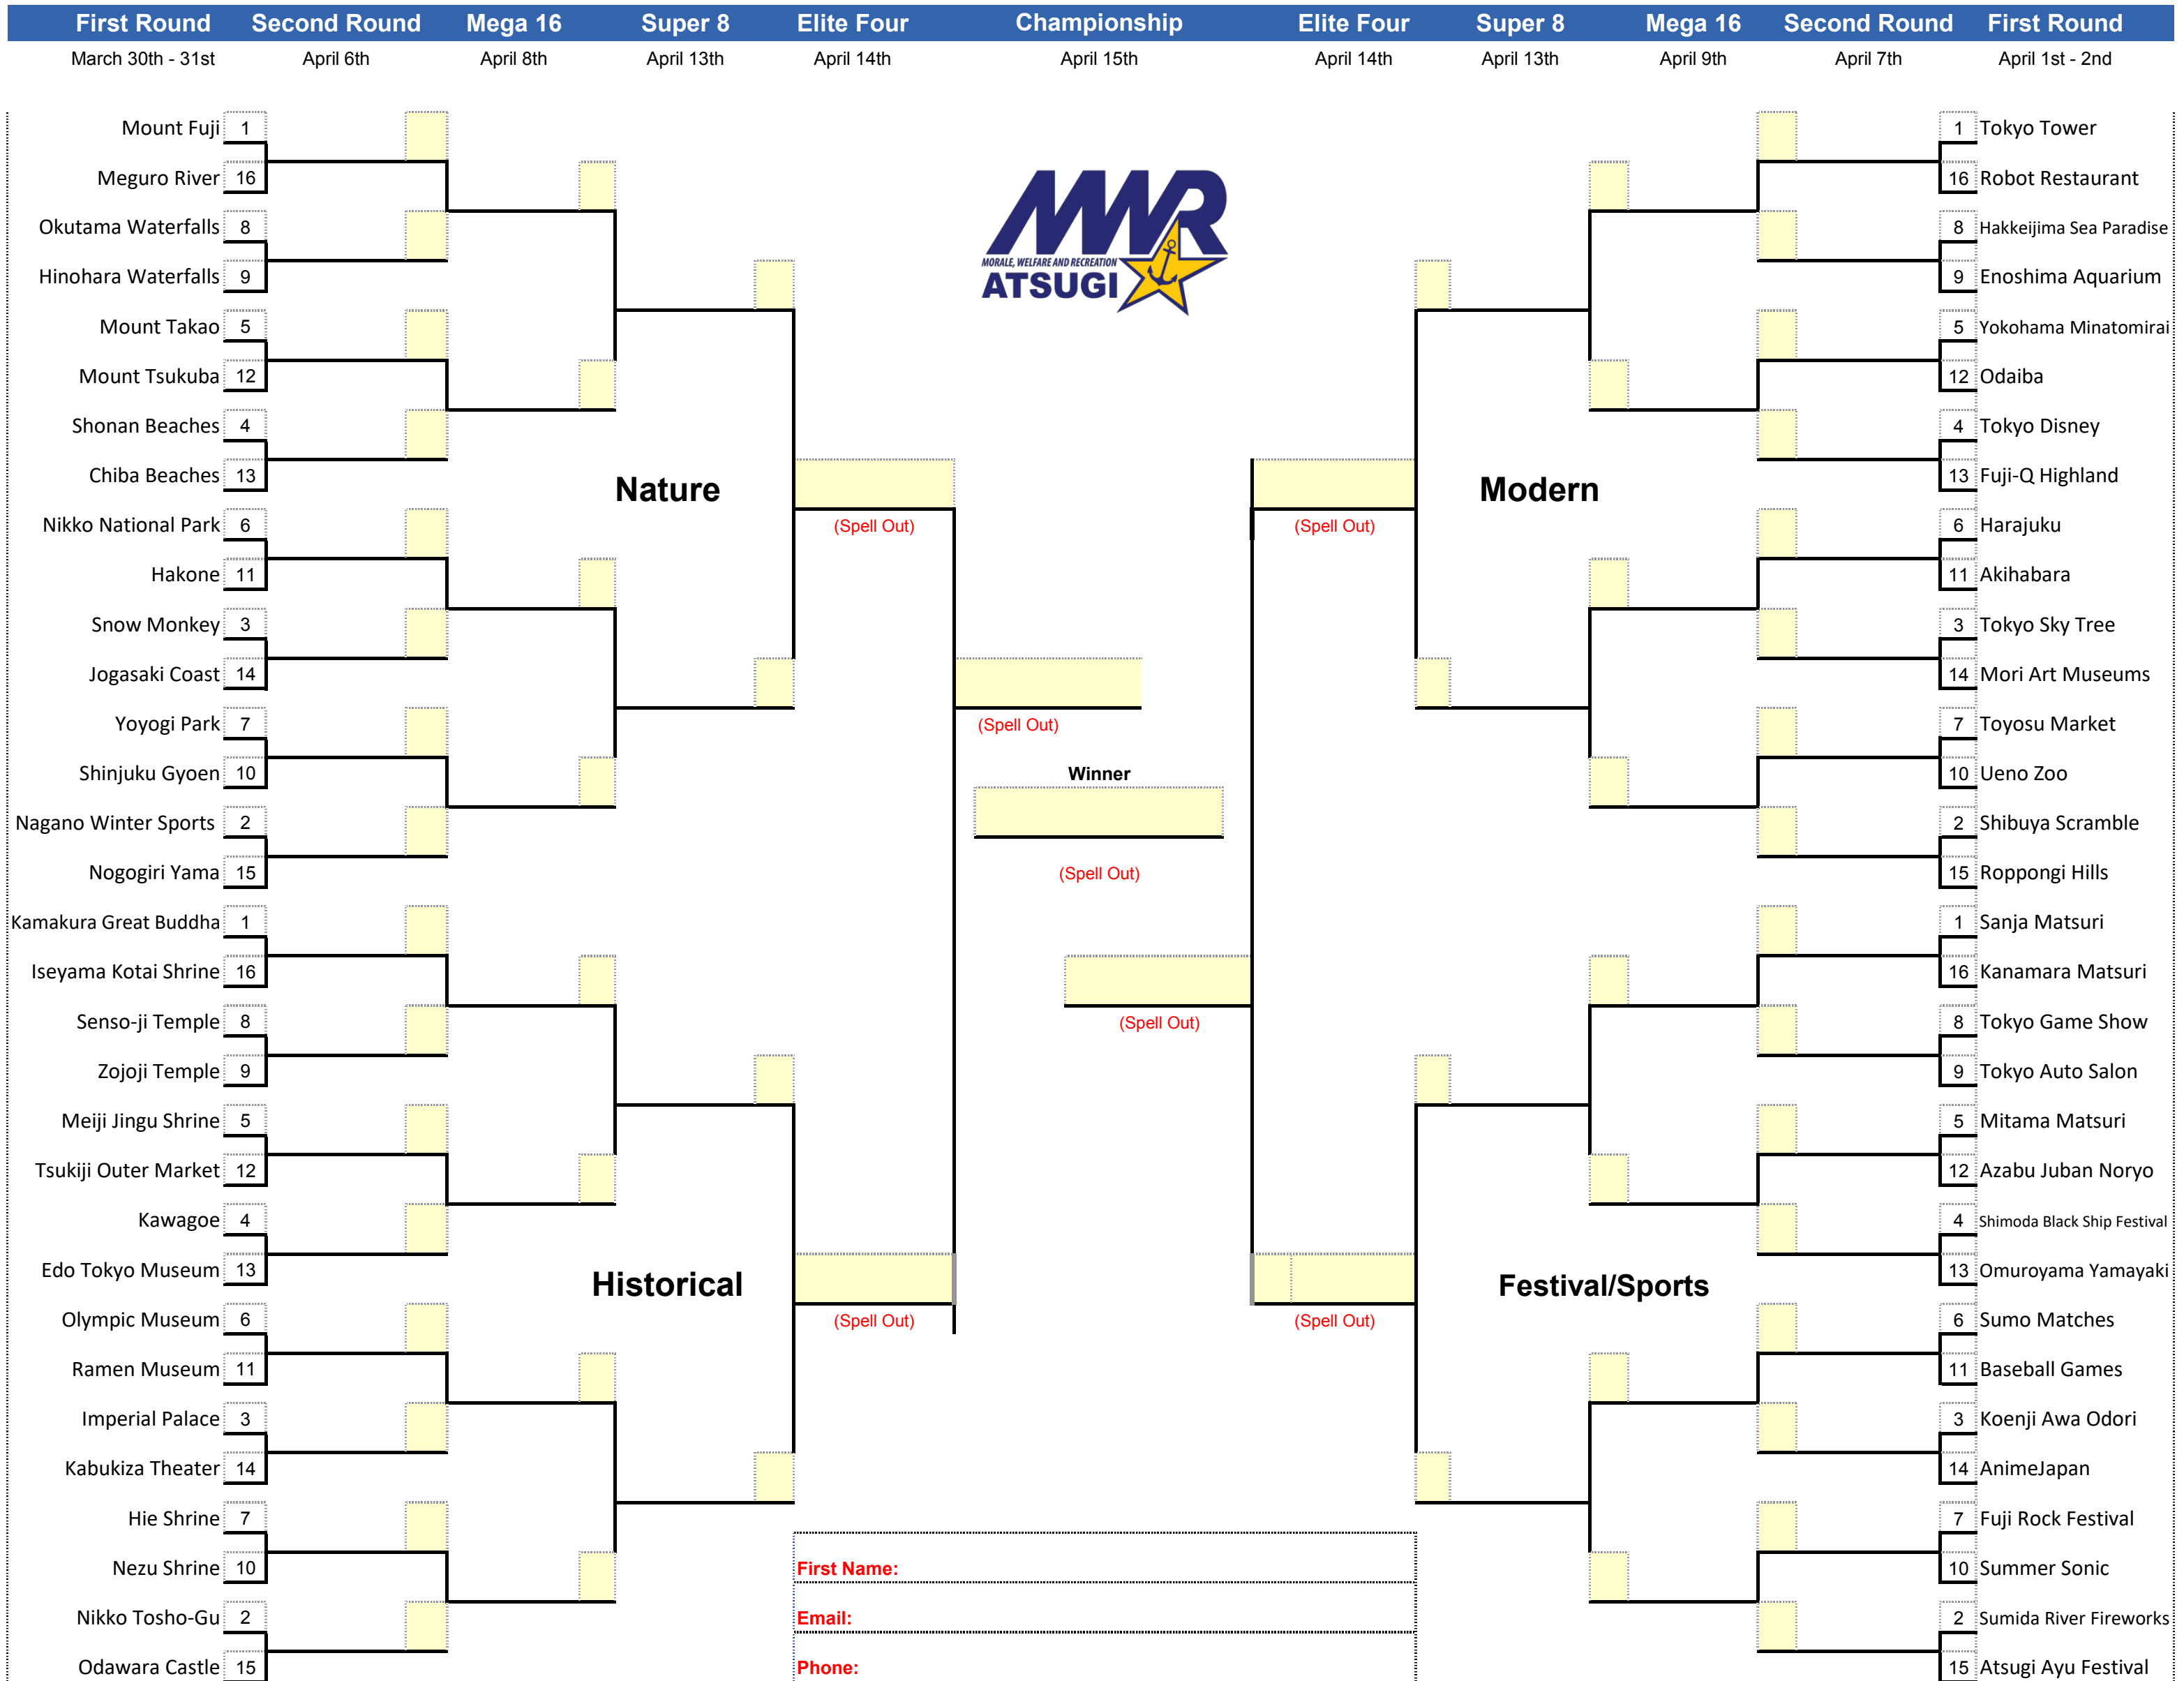 First Round Second Round Mega 16 Super 8 Elite Four Championship Elite Four Super 8 Mega 16 Second Round First Round
March 30th - 31st April 6th April 8th April 13th April 14th April 15th April 14th April 13th April 9th April 7th April 1st - 2nd
Mount Fuji 1 1 Tokyo Tower
Meguro River 16 16 Robot Restaurant
MWR
Okutama Waterfalls 8 8 Hakkeijima Sea Paradise
MORALE, WELFARE AND RECREATION
Hinohara Waterfalls 9 9 Enoshima Aquarium
ATSUGI
Mount Takao 5 5 Yokohama Minatomirai
Mount Tsukuba 12 12 Odaiba
Shonan Beaches 4 4 Tokyo Disney
Chiba Beaches 13 13 Fuji-Q Highland
Nature Modern
Nikko National Park 6 (Spell Out) (Spell Out) 6 Harajuku
Hakone 11 11 Akihabara
Snow Monkey 3 3 Tokyo Sky Tree
Jogasaki Coast 14 14 Mori Art Museums
Yoyogi Park 7 (Spell Out) 7 Toyosu Market
Shinjuku Gyoen 10 Winner 10 Ueno Zoo
Nagano Winter Sports 2 2 Shibuya Scramble
Nogogiri Yama 15 (Spell Out) 15 Roppongi Hills
Kamakura Great Buddha 1 1 Sanja Matsuri
Iseyama Kotai Shrine 16 16 Kanamara Matsuri
Senso-ji Temple 8 (Spell Out) 8 Tokyo Game Show
Zojoji Temple 9 9 Tokyo Auto Salon
Meiji Jingu Shrine 5 5 Mitama Matsuri
Tsukiji Outer Market 12 12 Azabu Juban Noryo
Kawagoe 4 4 Shimoda Black Ship Festival
Edo Tokyo Museum 13 13 Omuroyama Yamayaki
Historical Festival/Sports
Olympic Museum 6 (Spell Out) (Spell Out) 6 Sumo Matches
Ramen Museum 11 11 Baseball Games
Imperial Palace 3 3 Koenji Awa Odori
Kabukiza Theater 14 14 AnimeJapan
Hie Shrine 7 7 Fuji Rock Festival
Nezu Shrine 10 First Name: 10 Summer Sonic
Nikko Tosho-Gu 2 Email: 2 Sumida River Fireworks
Odawara Castle 15 Phone: 15 Atsugi Ayu Festival